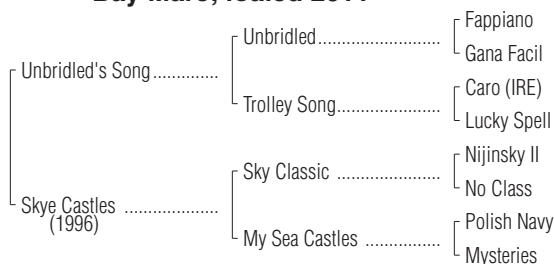 Bay Mare, foaled
Fappiano
Unbridled
Gana Facil
Unbridled's Song
Caro (IRE)
Trolley Song
Lucky Spell
Nijinsky II
Sky Classic
No Class
Skye Castles
(1996)
Polish Navy
My Sea Castles
Mysteries